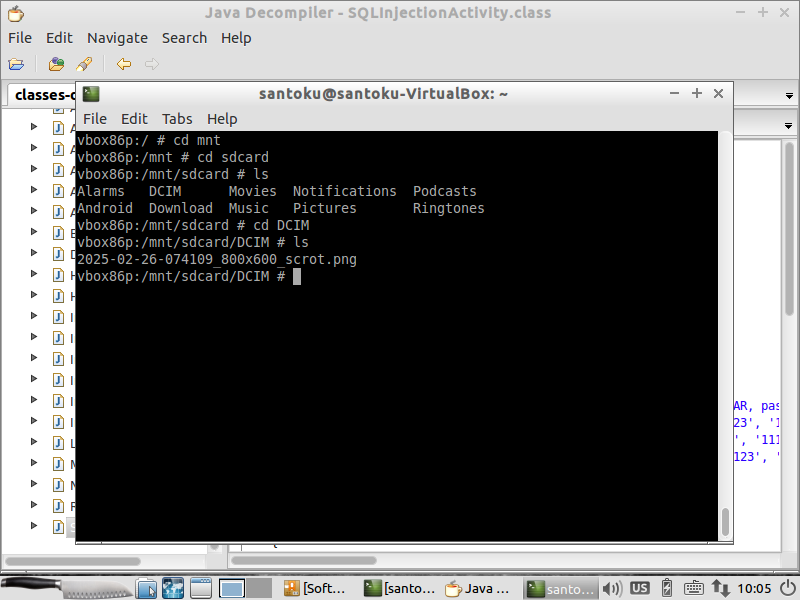 Java Decompiler - SQLInjectionActivity.class
File Edit Navigate Search Help
classes-
santoku@santoku-VirtualBox: ~
File Edit Tabs Help
vbox86p:/ # cd mnt
vbox86p:/mnt # cd sdcard
vbox86p:/mnt/sdcard # ls
Alarms DCIM Movies Notifications Podcasts
Android Download Music Pictures Ringtones
vbox86p:/mnt/sdcard # cd DCIM
vbox86p:/mnt/sdcard/DCIM # ls
2025-02-26-074109_800x600_scrot.png
vbox86p:/mnt/sdcard/DCIM #
AR, pas
23', '1
', '111
123', '
[Soft... [santo... Java ... santo... US 10:05